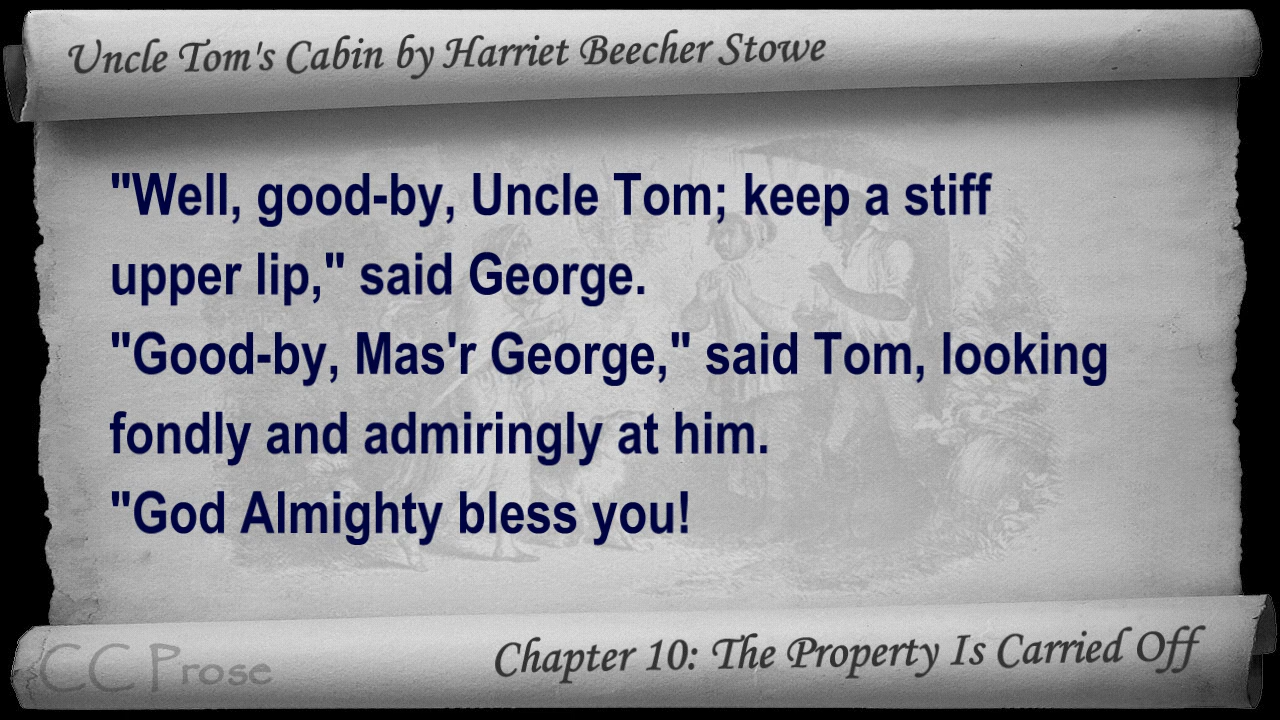 Uncle Tom's Cabin by Harriet Beecher Stowe
"Well, good-by, Uncle Tom; keep a stiff
upper lip," said George.
"Good-by, Mas'r George," said Tom, looking
fondly and admiringly at him.
"God Almighty bless you!
CC Prose
Chapter 10: The Property Is Carried Off